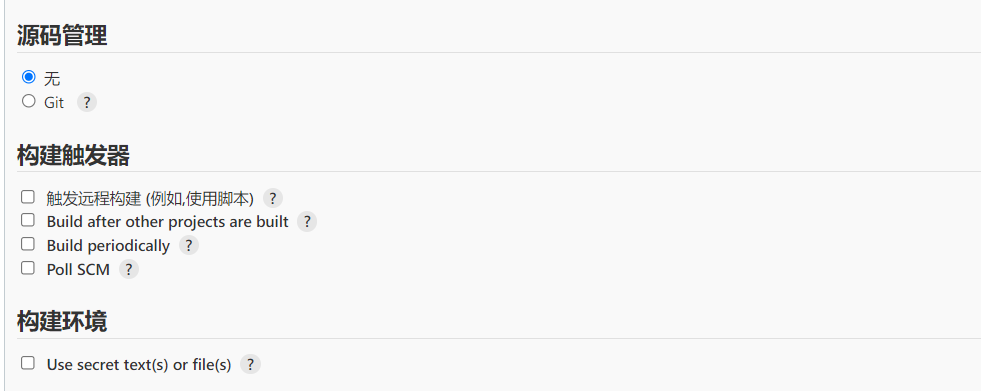 源码管理
无
Git ?
构建触发器
触发远程构建 (例如,使用脚本) ?
Build after other projects are built ?
Build periodically ?
Poll SCM ?
构建环境
Use secret text(s) or file(s) ?